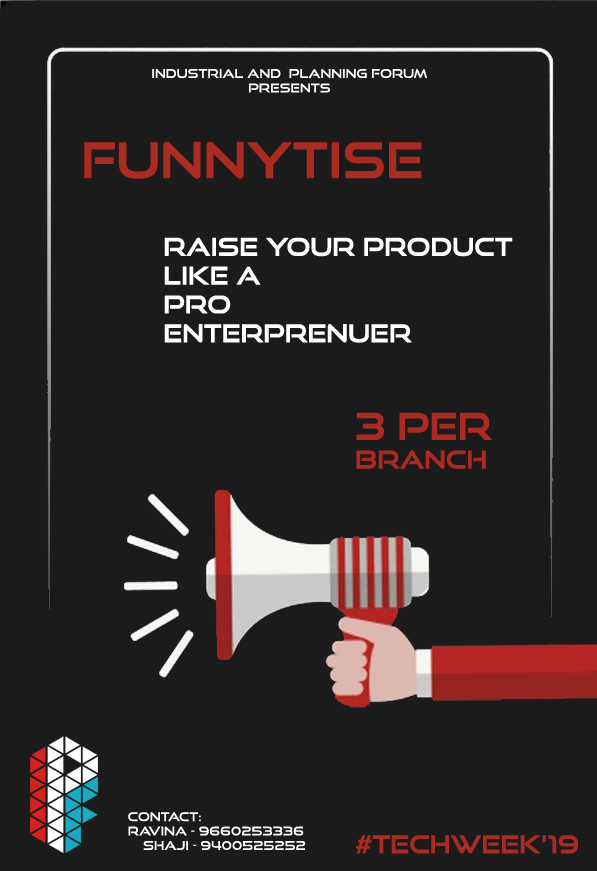 INDUSTRIAL AND PLANNING FORUM
PRESENTS
FUNNYTISE
RAISE YOUR PRODUCT
LIKE A
PRO
ENTERPRENUER
3 PER
BRANCH
CONTACT:
RAVINA - 9660253336
SHAJI - 9400525252
#TECHWEEK'19